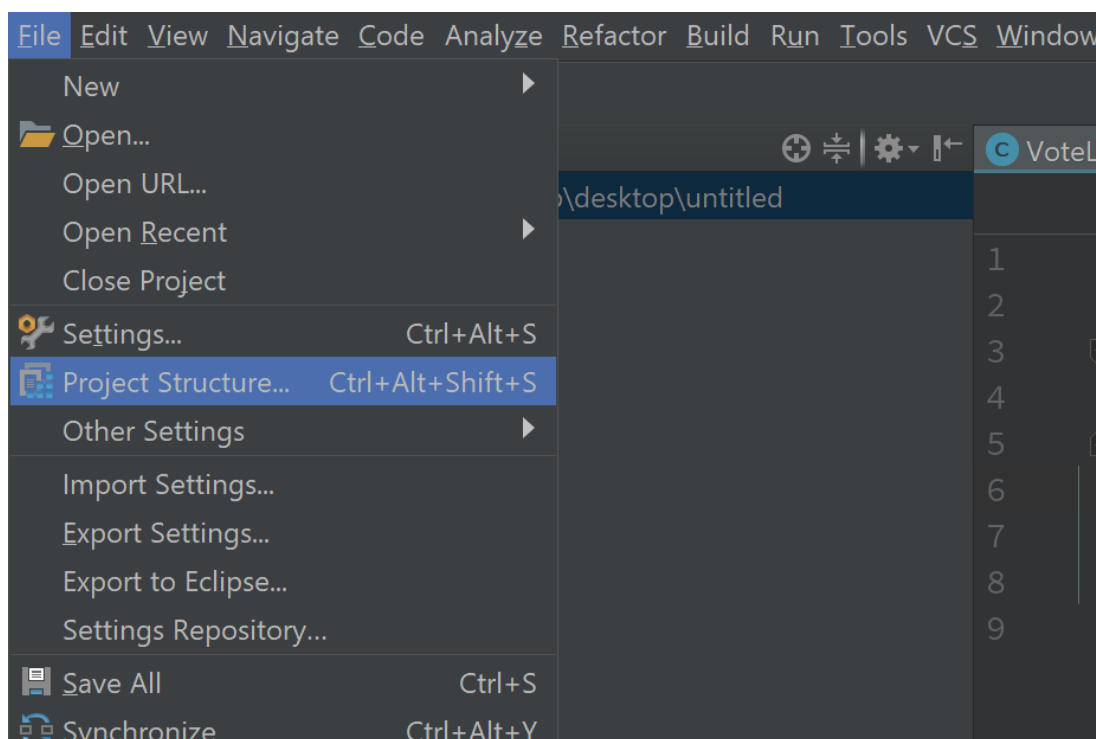 File Edit View Navigate Code Analyze Refactor Build Run Tools VCS Window
New
Open...
C VoteL
Open URL...
\desktop\untitled
Open Recent
1
Close Project
2
Settings... Ctrl+Alt+S
3
Project Structure... Ctrl+Alt+Shift+S
4
Other Settings
5
Import Settings...
6
Export Settings...
7
Export to Eclipse...
8
Settings Repository...
9
Save All Ctrl+S
Synchronize Ctrl+Alt+Y